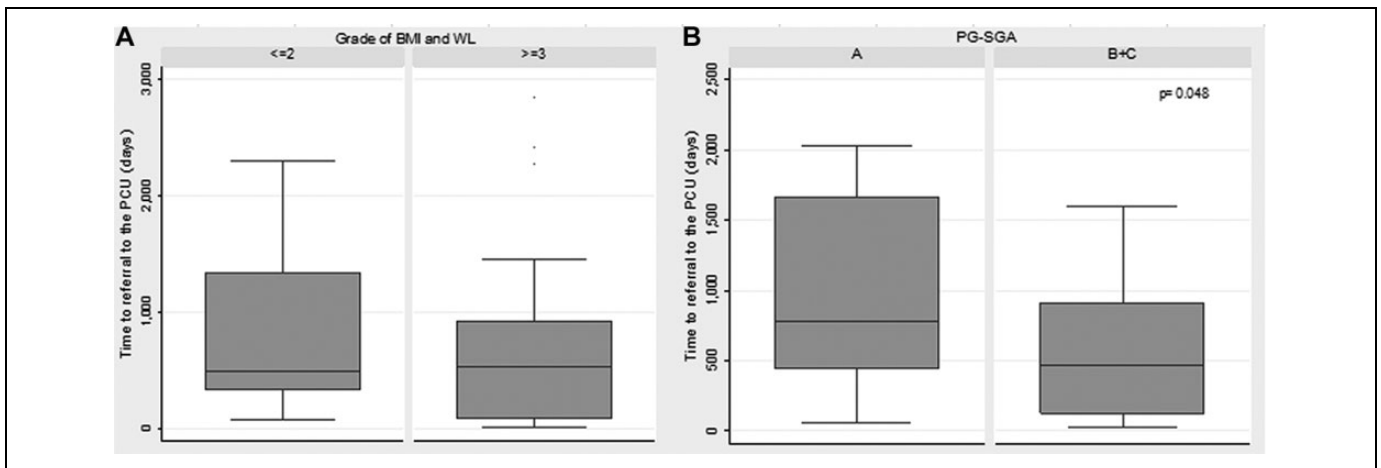 A
Grade of BMI and WL
<=2
>=3
Time to referral to the PCU (days)
3,000
2,000
1,000
0
B
PG-SGA
A
B+C
p= 0.048
Time to referral to the PCU (days)
2,500
2,000
1,500
1,000
500
0